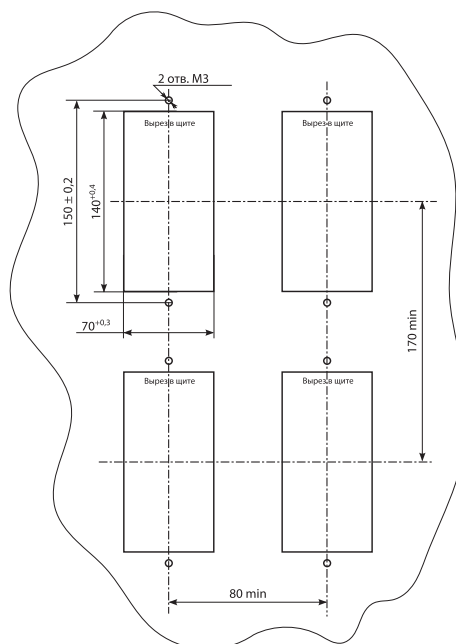 2 отв. М3
Вырез в щите
Вырез в щите
150 ± 0,2
140+0,4
70+0,3
170 min
Вырез в щите
Вырез в щите
80 min